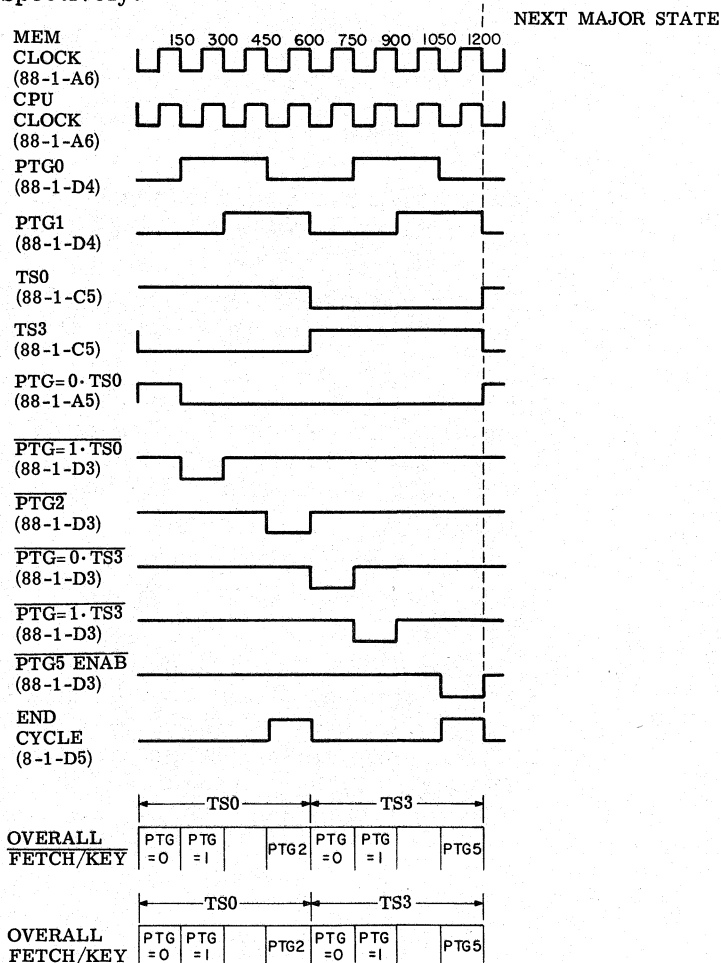 spectively.
NEXT MAJOR STATE
150 300 450 600 750 900 1050 1200
MEM
CLOCK
(88-1-A6)
CPU
CLOCK
(88-1-A6)
PTG0
(88-1-D4)
PTG1
(88-1-D4)
TS0
(88-1-C5)
TS3
(88-1-C5)
PTG=0·TS0
(88-1-A5)
PTG=1·TS0
(88-1-D3)
PTG2
(88-1-D3)
PTG=0·TS3
(88-1-D3)
PTG=1·TS3
(88-1-D3)
PTG5 ENAB
(88-1-D3)
END
CYCLE
(8-1-D5)
TS0 TS3
OVERALL PTG PTG PTG2 PTG PTG PTG5
FETCH/KEY =0 =1 =0 =1
TS0 TS3
OVERALL PTG PTG PTG2 PTG PTG PTG5
FETCH/KEY =0 =1 =0 =1